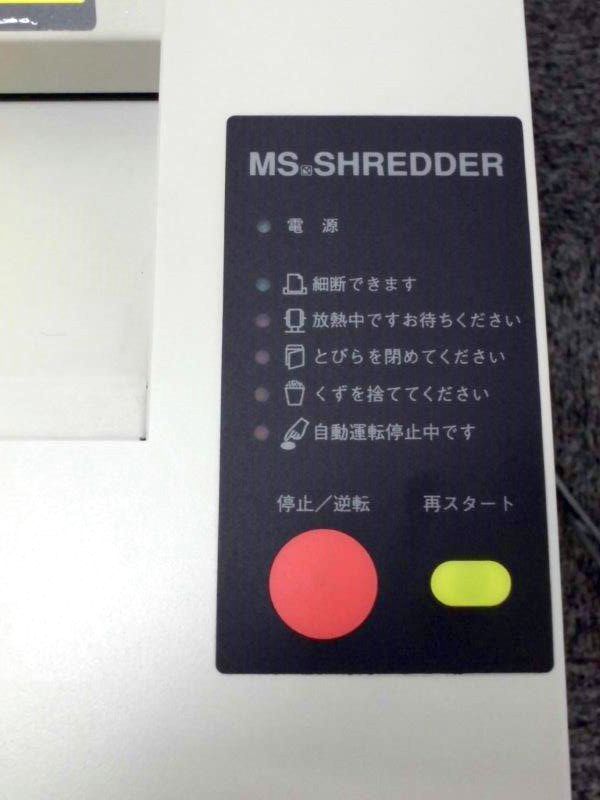 MS SHREDDER
電 源
細断できます
放熱中ですお待ちください
とびらを閉めてください
くずを捨ててください
自動運転停止中です
停止／逆転 再スタート